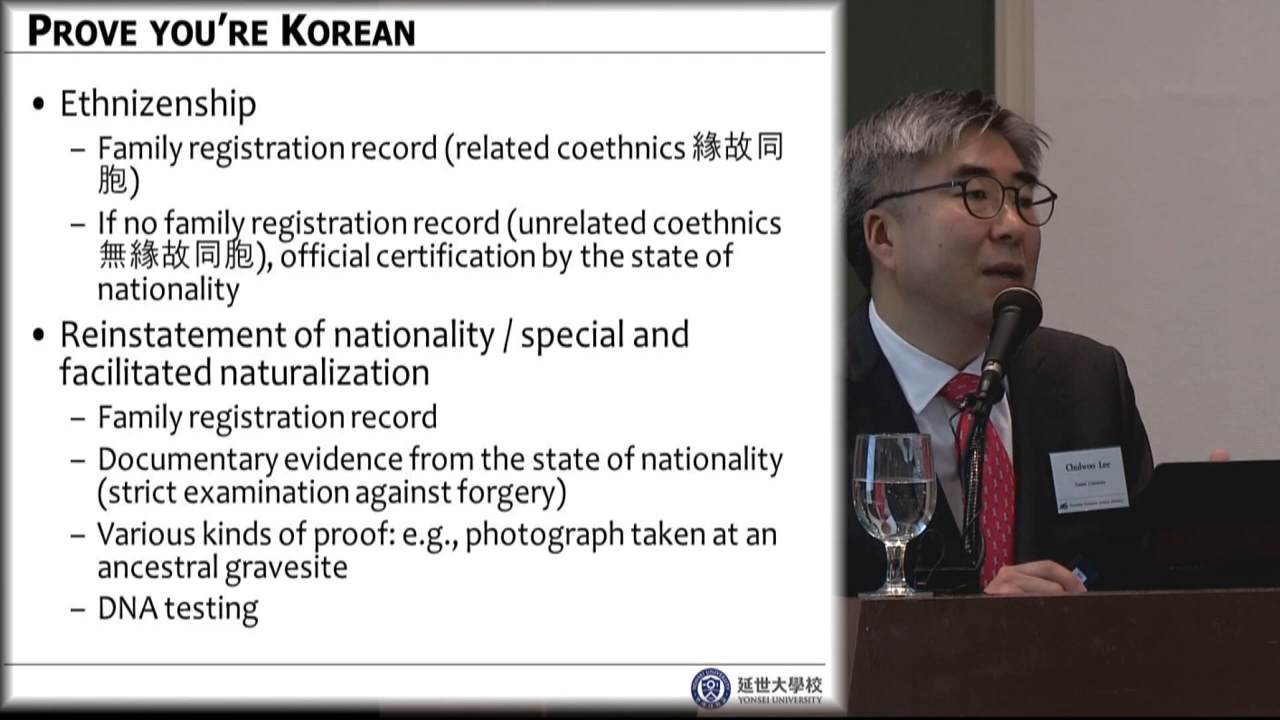 PROVE YOU'RE KOREAN
• Ethnizenship
– Family registration record (related coethnics 緣故同
胞)
– If no family registration record (unrelated coethnics
無緣故同胞), official certification by the state of
nationality
• Reinstatement of nationality / special and
facilitated naturalization
– Family registration record
– Documentary evidence from the state of nationality
(strict examination against forgery)
– Various kinds of proof: e.g., photograph taken at an
ancestral gravesite
– DNA testing
延世大學校
YONSEI UNIVERSITY
Chulwoo Lee
Yonsei University